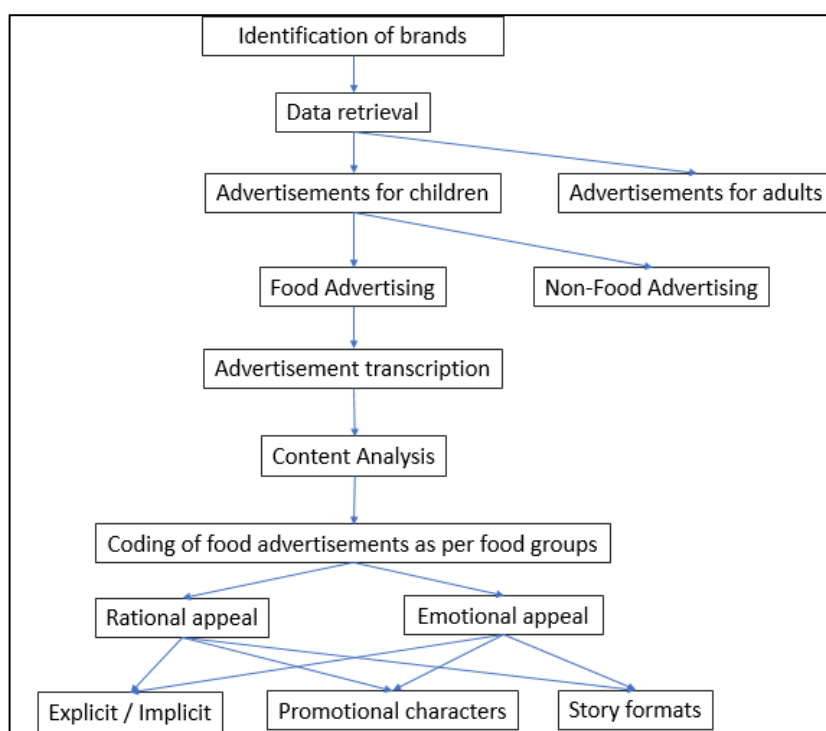 Identification of brands
Data retrieval
Advertisements for children
Advertisements for adults
Food Advertising
Non-Food Advertising
Advertisement transcription
Content Analysis
Coding of food advertisements as per food groups
Rational appeal
Emotional appeal
Explicit / Implicit
Promotional characters
Story formats